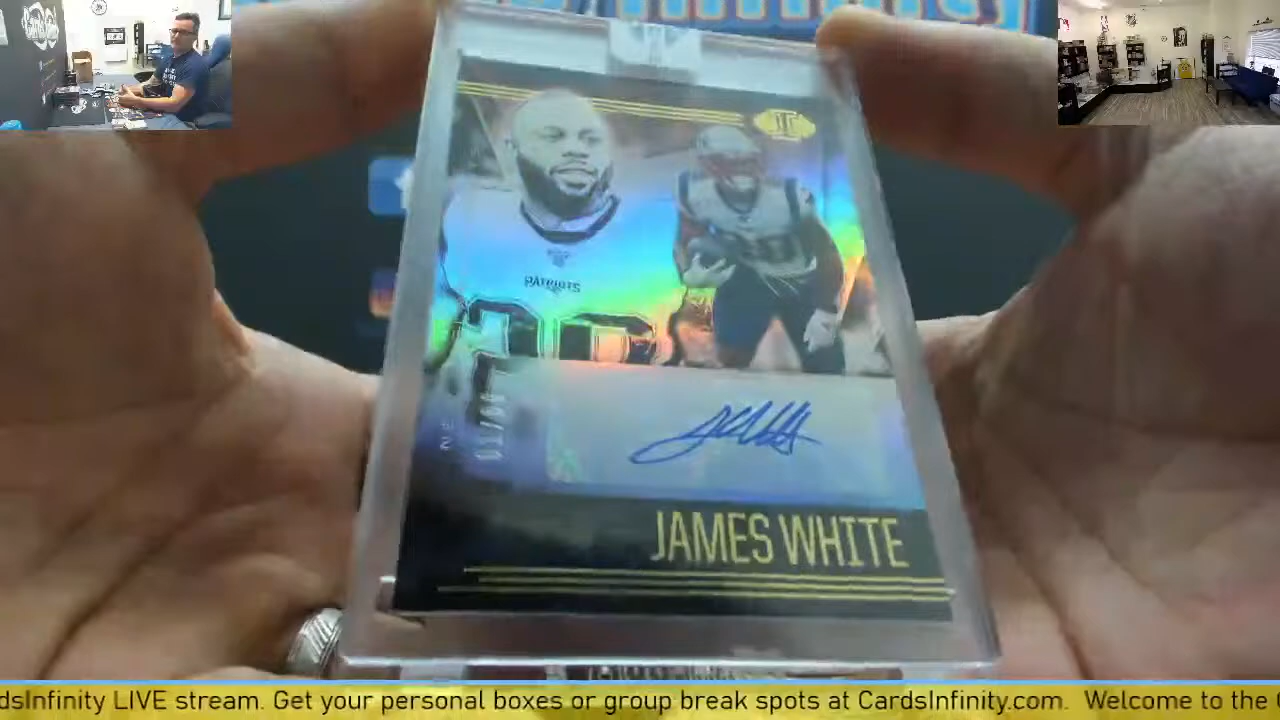 PATRIOTS
JAMES WHITE
dsInfinity LIVE stream. Get your personal boxes or group break spots at CardsInfinity.com. Welcome to the